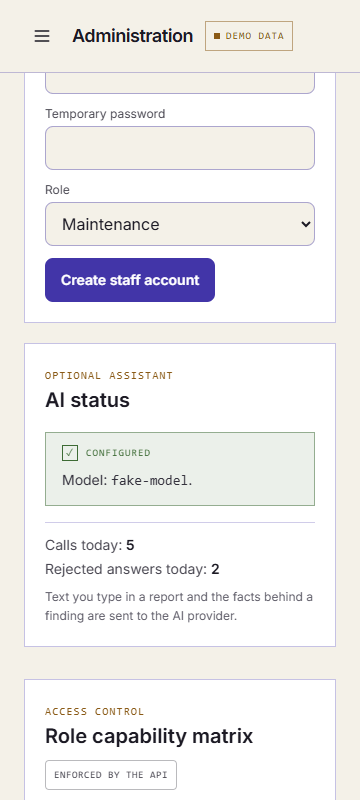 Administration
DEMO DATA
Temporary password
Role
Maintenance
Create staff account
OPTIONAL ASSISTANT
AI status
CONFIGURED
Model: fake-model.
Calls today: 5
Rejected answers today: 2
Text you type in a report and the facts behind a
finding are sent to the AI provider.
ACCESS CONTROL
Role capability matrix
ENFORCED BY THE API